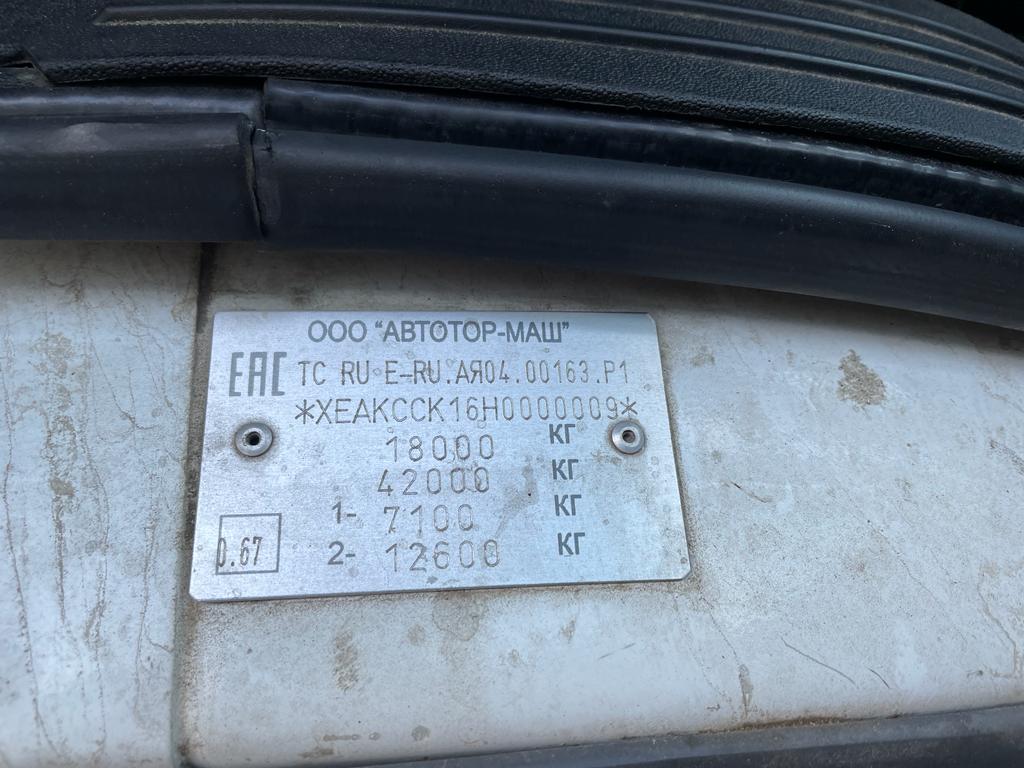 ООО "АВТОТОР-МАШ"
ЕАС ТС RU E-RU.АЯ04.00163.Р1
*XEAKCCK16H0000009*
18000 КГ
42000 КГ
1- 7100 КГ
2- 12600 КГ
0.67